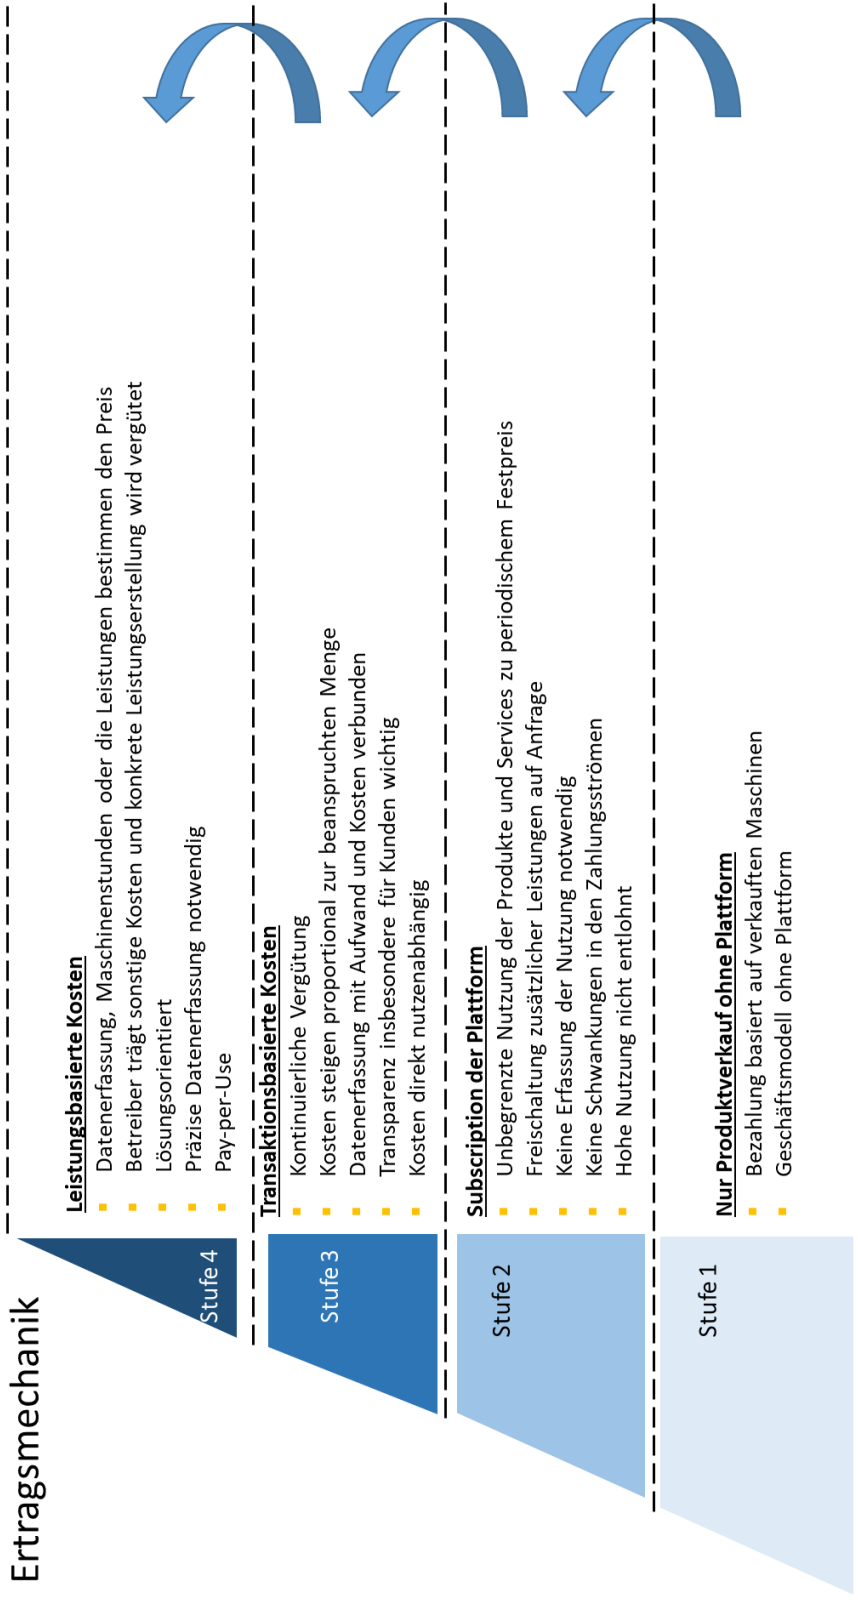 Ertragsmechanik
Stufe 4
Leistungsbasierte Kosten
Datenerfassung, Maschinenstunden oder die Leistungen bestimmen den Preis
Betreiber trägt sonstige Kosten und konkrete Leistungserstellung wird vergütet
Lösungsorientiert
Präzise Datenerfassung notwendig
Pay-per-Use
Stufe 3
Transaktionsbasierte Kosten
Kontinuierliche Vergütung
Kosten steigen proportional zur beanspruchten Menge
Datenerfassung mit Aufwand und Kosten verbunden
Transparenz insbesondere für Kunden wichtig
Kosten direkt nutzenabhängig
Stufe 2
Subscription der Plattform
Unbegrenzte Nutzung der Produkte und Services zu periodischem Festpreis
Freischaltung zusätzlicher Leistungen auf Anfrage
Keine Erfassung der Nutzung notwendig
Keine Schwankungen in den Zahlungsströmen
Hohe Nutzung nicht entlohnt
Stufe 1
Nur Produktverkauf ohne Plattform
Bezahlung basiert auf verkauften Maschinen
Geschäftsmodell ohne Plattform